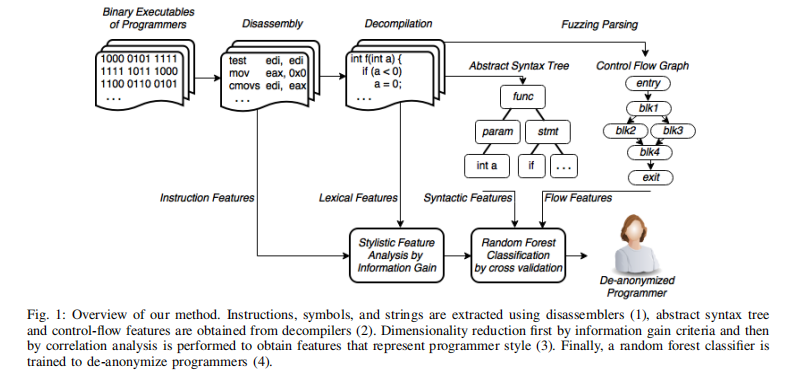 Binary Executables
of Programmers
Disassembly
Decompilation
Fuzzing Parsing
1000 0101 1111
1111 1011 1000
1100 0110 0101
...
test edi, edi
mov eax, 0x0
cmovs edi, eax
...
int f(int a) {
if (a < 0)
a = 0;
...
Abstract Syntax Tree
func
param
stmt
int a
if
...
Control Flow Graph
entry
blk1
blk2
blk3
blk4
exit
Instruction Features
Lexical Features
Syntactic Features
Flow Features
Stylistic Feature
Analysis by
Information Gain
Random Forest
Classification
by cross validation
De-anonymized
Programmer
Fig. 1: Overview of our method. Instructions, symbols, and strings are extracted using disassemblers (1), abstract syntax tree
and control-flow features are obtained from decompilers (2). Dimensionality reduction first by information gain criteria and then
by correlation analysis is performed to obtain features that represent programmer style (3). Finally, a random forest classifier is
trained to de-anonymize programmers (4).